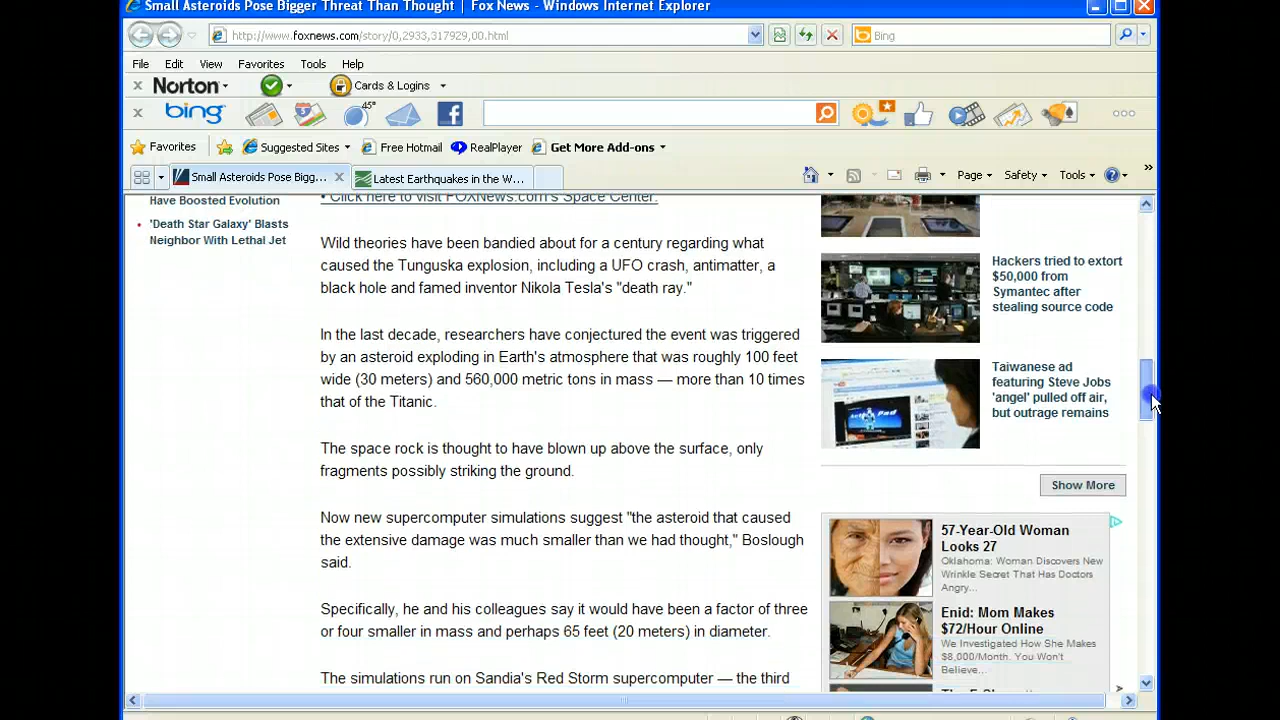 Small Asteroids Pose Bigger Threat Than Thought | Fox News - Windows Internet Explorer
http://www.foxnews.com/story/0,2933,317929,00.html
Bing
File Edit View Favorites Tools Help
x Norton Cards & Logins
x bing 45°
Favorites Suggested Sites Free Hotmail RealPlayer Get More Add-ons
Small Asteroids Pose Bigg... Latest Earthquakes in the W... Page Safety Tools
Have Boosted Evolution
• 'Death Star Galaxy' Blasts
Neighbor With Lethal Jet
• Click here to visit FOXNews.com's Space Center.
Wild theories have been bandied about for a century regarding what
caused the Tunguska explosion, including a UFO crash, antimatter, a
black hole and famed inventor Nikola Tesla's "death ray."
In the last decade, researchers have conjectured the event was triggered
by an asteroid exploding in Earth's atmosphere that was roughly 100 feet
wide (30 meters) and 560,000 metric tons in mass — more than 10 times
that of the Titanic.
The space rock is thought to have blown up above the surface, only
fragments possibly striking the ground.
Now new supercomputer simulations suggest "the asteroid that caused
the extensive damage was much smaller than we had thought," Boslough
said.
Specifically, he and his colleagues say it would have been a factor of three
or four smaller in mass and perhaps 65 feet (20 meters) in diameter.
The simulations run on Sandia's Red Storm supercomputer — the third
Hackers tried to extort
$50,000 from
Symantec after
stealing source code
Taiwanese ad
featuring Steve Jobs
'angel' pulled off air,
but outrage remains
Show More
57-Year-Old Woman
Looks 27
Oklahoma: Woman Discovers New
Wrinkle Secret That Has Doctors
Angry...
Enid: Mom Makes
$72/Hour Online
We Investigated How She Makes
$8,000/Month. You Won't
Believe...